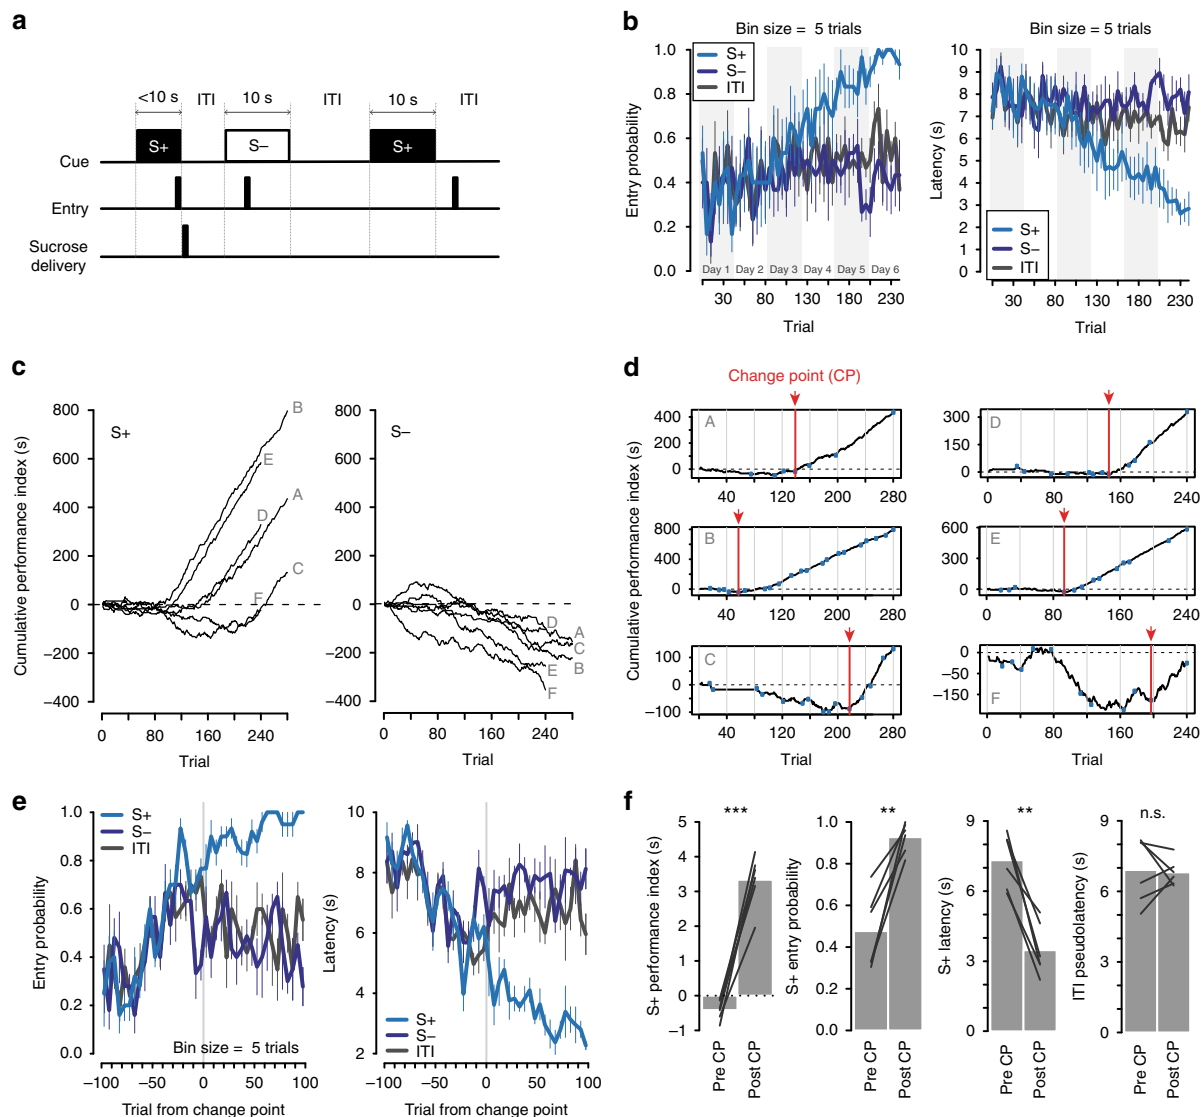 a
<10 s ITI 10 s ITI 10 s ITI
Cue S+ S− S+
Entry
Sucrose
delivery
b
Bin size = 5 trials
Entry probability
1.0
0.8
0.6
0.4
0.2
0.0
S+
S−
ITI
Day 1 Day 2 Day 3 Day 4 Day 5 Day 6
30 80 130 180 230
Trial
Bin size = 5 trials
Latency (s)
10
9
8
7
6
5
4
3
2
1
0
S+
S−
ITI
30 80 130 180 230
Trial
c
Cumulative performance index (s)
800
600
400
200
0
−200
−400
S+
B
E
A
D
C
F
0 80 160 240
Trial
S−
D
A
C
B
E
F
0 80 160 240
Trial
d
Change point (CP)
Cumulative performance index (s)
400
200
0
A
40 120 200 280
800
400
0
B
40 120 200 280
100
0
−100
C
40 120 200 280
Trial
300
150
0
D
0 40 80 120 160 200 240
600
300
0
E
0 40 80 120 160 200 240
0
−150
F
0 40 80 120 160 200 240
Trial
e
Entry probability
1.0
0.8
0.6
0.4
0.2
0.0
S+
S−
ITI
Bin size = 5 trials
−100 −50 0 50 100
Trial from change point
Latency (s)
10
8
6
4
2
S+
S−
ITI
−100 −50 0 50 100
Trial from change point
f
***
S+ performance index (s)
5
4
3
2
1
0
−1
Pre CP
Post CP
**
S+ entry probability
1.0
0.8
0.6
0.4
0.2
0.0
Pre CP
Post CP
**
S+ latency (s)
9
6
3
0
Pre CP
Post CP
n.s.
ITI pseudolatency (s)
9
6
3
0
Pre CP
Post CP